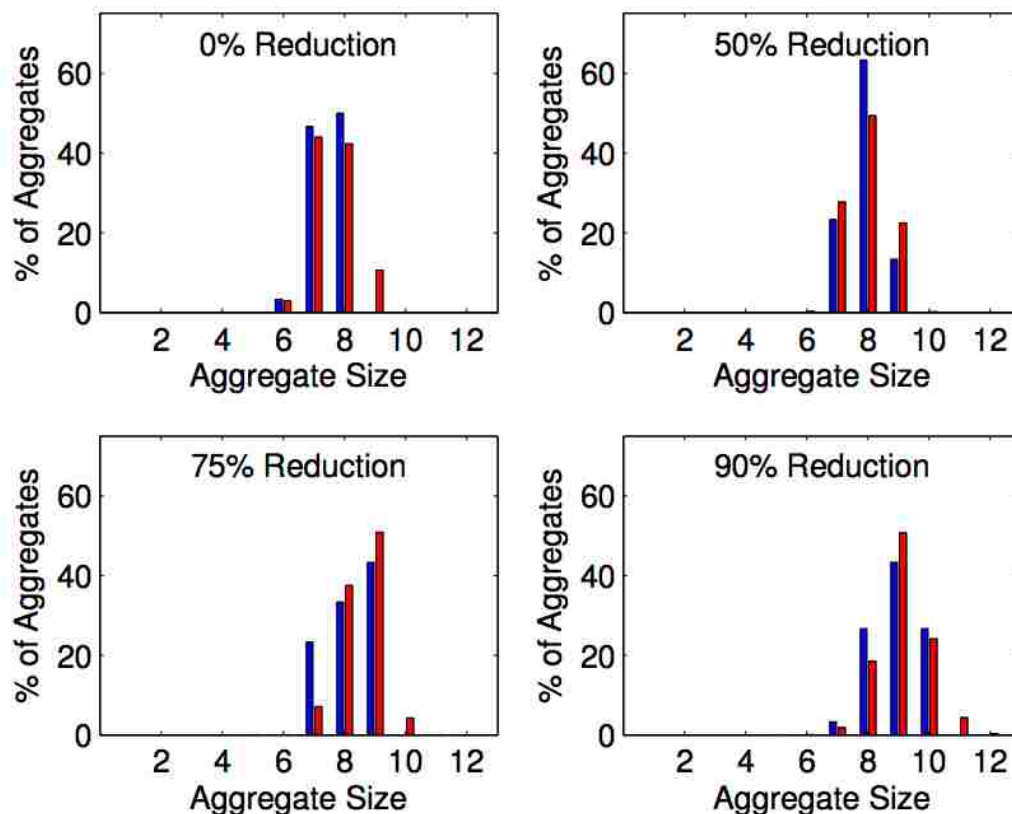 0% Reduction
% of Aggregates
60
40
20
0
2 4 6 8 10 12
Aggregate Size
50% Reduction
% of Aggregates
60
40
20
0
2 4 6 8 10 12
Aggregate Size
75% Reduction
% of Aggregates
60
40
20
0
2 4 6 8 10 12
Aggregate Size
90% Reduction
% of Aggregates
60
40
20
0
2 4 6 8 10 12
Aggregate Size